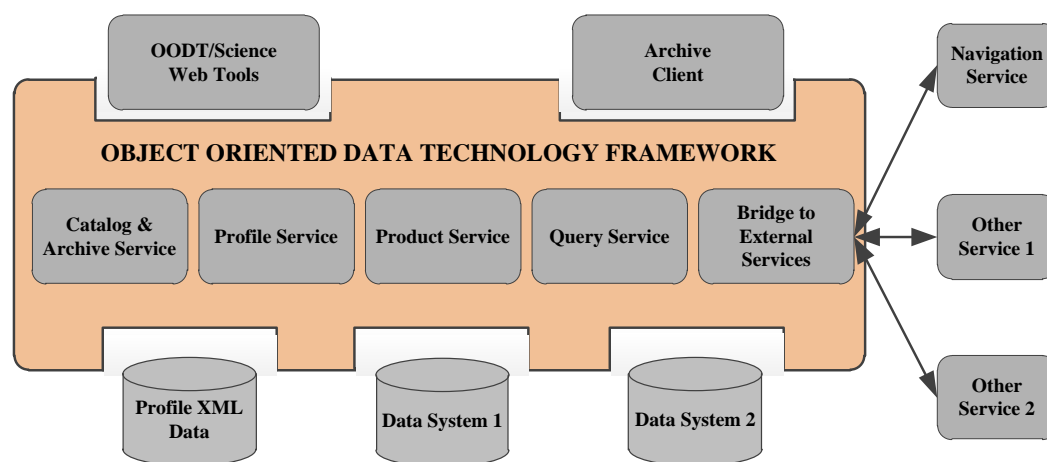 OODT/Science
Web Tools
Archive
Client
Navigation
Service
OBJECT ORIENTED DATA TECHNOLOGY FRAMEWORK
Catalog &
Archive Service
Profile Service
Product Service
Query Service
Bridge to
External
Services
Other
Service 1
Profile XML
Data
Data System 1
Data System 2
Other
Service 2